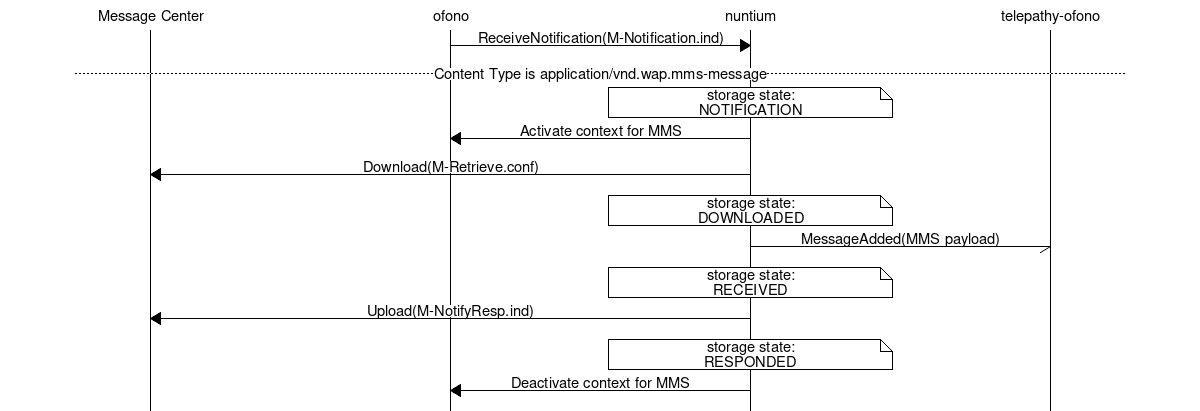 Message Center ofono nuntium telepathy-ofono
ReceiveNotification(M-Notification.ind)
Content Type is application/vnd.wap.mms-message
storage state:
NOTIFICATION
Activate context for MMS
Download(M-Retrieve.conf)
storage state:
DOWNLOADED
MessageAdded(MMS payload)
storage state:
RECEIVED
Upload(M-NotifyResp.ind)
storage state:
RESPONDED
Deactivate context for MMS